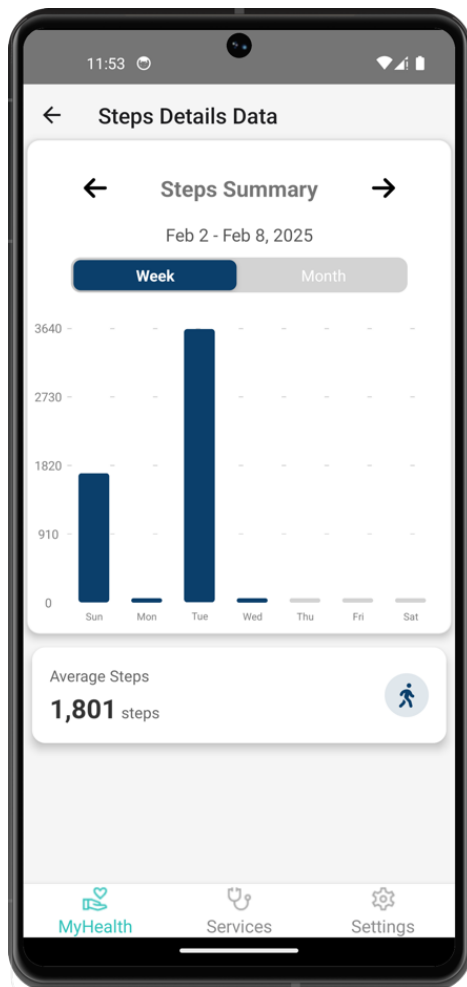 11:53
Steps Details Data
Steps Summary
Feb 2 - Feb 8, 2025
Week Month
3640
2730
1820
910
0
Sun Mon Tue Wed Thu Fri Sat
Average Steps
1,801 steps
MyHealth Services Settings